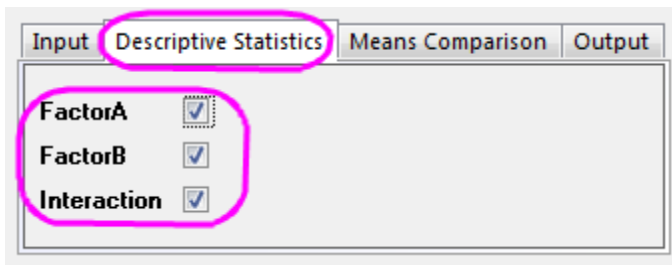 Input Descriptive Statistics Means Comparison Output
FactorA
FactorB
Interaction